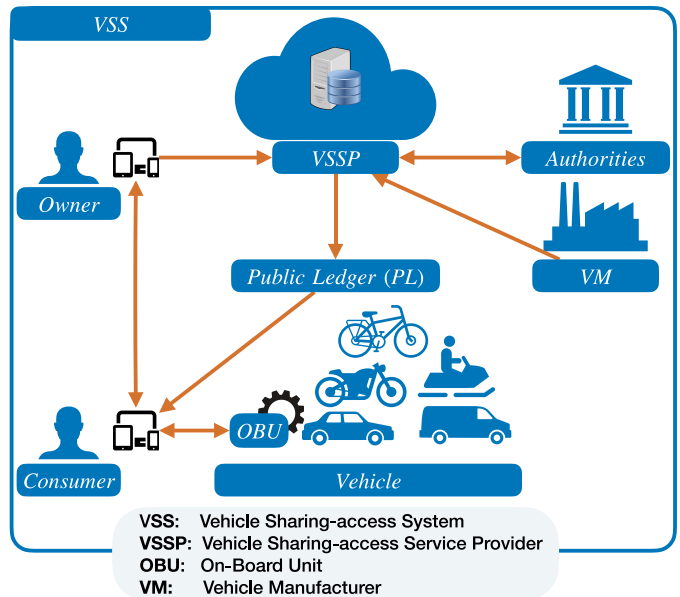 VSS
VSSP
Authorities
Owner
Public Ledger (PL)
VM
OBU
Consumer
Vehicle
VSS: Vehicle Sharing-access System
VSSP: Vehicle Sharing-access Service Provider
OBU: On-Board Unit
VM: Vehicle Manufacturer